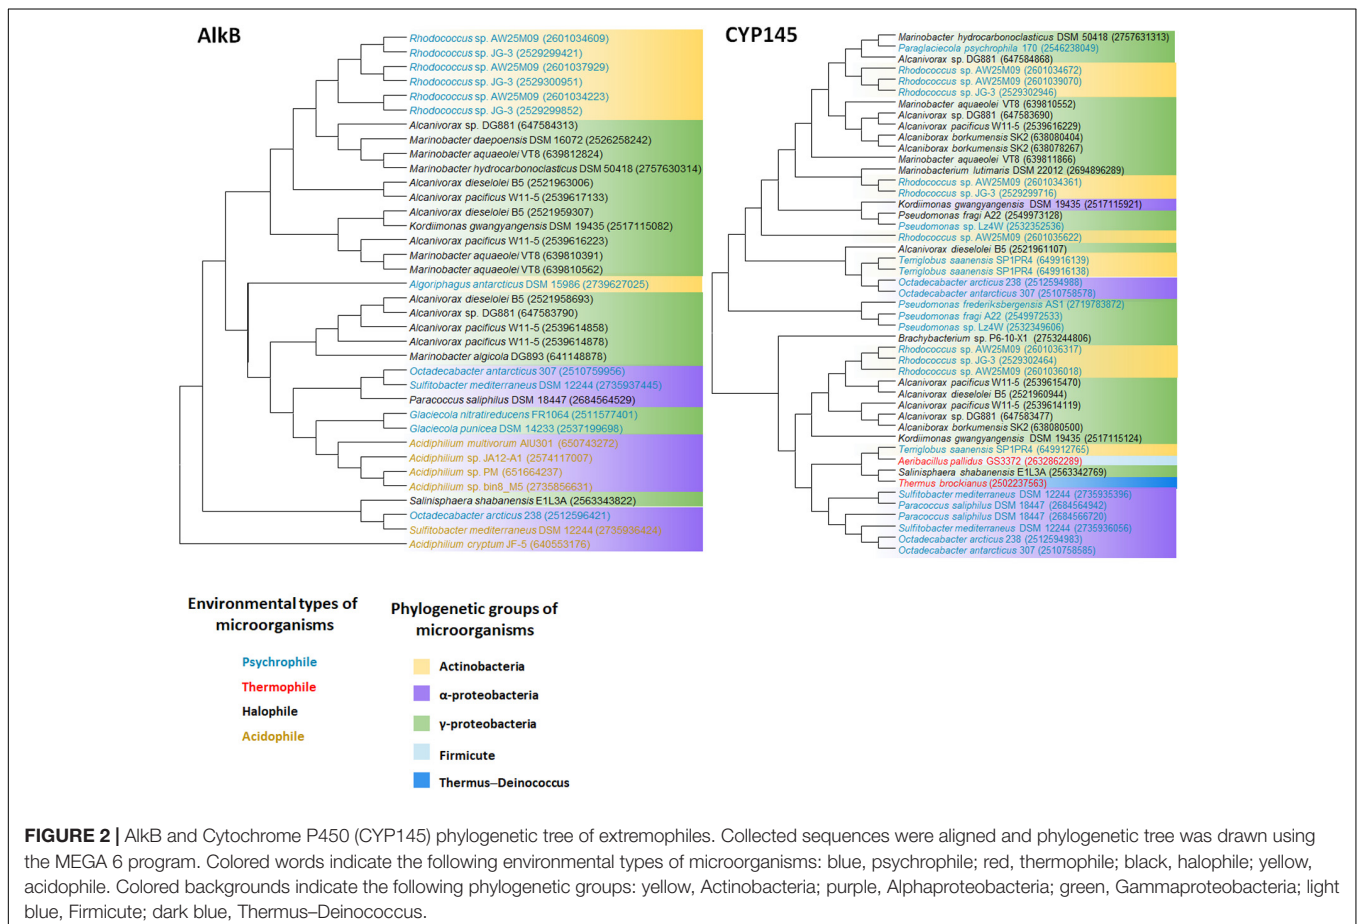 AlkB
Rhodococcus sp. AW25M09 (2601034609)
Rhodococcus sp. JG-3 (2529299421)
Rhodococcus sp. AW25M09 (2601037929)
Rhodococcus sp. JG-3 (2529300951)
Rhodococcus sp. AW25M09 (2601034223)
Rhodococcus sp. JG-3 (2529299852)
Alcanivorax sp. DG881 (647584313)
Marinobacter daepoensis DSM 16072 (2526258242)
Marinobacter aquaeolei VT8 (639812824)
Marinobacter hydrocarbonoclasticus DSM 50418 (2757630314)
Alcanivorax dieselolei B5 (2521963006)
Alcanivorax pacificus W11-5 (2539617133)
Alcanivorax dieselolei B5 (2521959307)
Kordiimonas gwangyangensis DSM 19435 (2517115082)
Alcanivorax pacificus W11-5 (2539616223)
Marinobacter aquaeolei VT8 (639810391)
Marinobacter aquaeolei VT8 (639810562)
Algoriphagus antarcticus DSM 15986 (2739627025)
Alcanivorax dieselolei B5 (2521958693)
Alcanivorax sp. DG881 (647583790)
Alcanivorax pacificus W11-5 (2539614858)
Alcanivorax pacificus W11-5 (2539614878)
Marinobacter algicola DG893 (641148878)
Octadecabacter antarcticus 307 (2510759956)
Sulfitobacter mediterraneus DSM 12244 (2735937445)
Paracoccus saliphilus DSM 18447 (2684564529)
Glaciecola nitratireducens FR1064 (2511577401)
Glaciecola punicea DSM 14233 (2537199698)
Acidiphilium multivorum AIU301 (650743272)
Acidiphilium sp. JA12-A1 (2574117007)
Acidiphilium sp. PM (651664237)
Acidiphilium sp. bin8_M5 (2735856631)
Salinisphaera shabanensis E1L3A (2563343822)
Octadecabacter arcticus 238 (2512596421)
Sulfitobacter mediterraneus DSM 12244 (2735936424)
Acidiphilium cryptum JF-5 (640553176)
CYP145
Marinobacter hydrocarbonoclasticus DSM 50418 (2757631313)
Paraglaciecola psychrophila 170 (2546238049)
Alcanivorax sp. DG881 (647584868)
Rhodococcus sp. AW25M09 (2601034672)
Rhodococcus sp. AW25M09 (2601039070)
Rhodococcus sp. JG-3 (2529302946)
Marinobacter aquaeolei VT8 (639810552)
Alcanivorax sp. DG881 (647583690)
Alcanivorax pacificus W11-5 (2539616229)
Alcaniborax borkumensis SK2 (638080404)
Alcanivorax borkumensis SK2 (638078267)
Marinobacter aquaeolei VT8 (639811866)
Marinobacterium lutimaris DSM 22012 (2694896289)
Rhodococcus sp. AW25M09 (2601034361)
Rhodococcus sp. JG-3 (2529299716)
Kordiimonas gwangyangensis DSM 19435 (2517115921)
Pseudomonas fragi A22 (2549973128)
Pseudomonas sp. Lz4W (2532352536)
Rhodococcus sp. AW25M09 (2601035622)
Alcanivorax dieselolei B5 (2521961107)
Terriglobus saanensis SP1PR4 (649916139)
Terriglobus saanensis SP1PR4 (649916138)
Octadecabacter arcticus 238 (2512594988)
Octadecabacter antarcticus 307 (2510758578)
Pseudomonas frederiksbergensis AS1 (2719783872)
Pseudomonas fragi A22 (2549972533)
Pseudomonas sp. Lz4W (2532349606)
Brachybacterium sp. P6-10-X1 (2753244806)
Rhodococcus sp. AW25M09 (2601036317)
Rhodococcus sp. JG-3 (2529302464)
Rhodococcus sp. AW25M09 (2601036018)
Alcanivorax pacificus W11-5 (2539615470)
Alcanivorax dieselolei B5 (2521960944)
Alcanivorax pacificus W11-5 (2539614119)
Alcanivorax sp. DG881 (647583477)
Alcaniborax borkumensis SK2 (638080500)
Kordiimonas gwangyangensis DSM 19435 (2517115124)
Terriglobus saanensis SP1PR4 (649912765)
Aeribacillus pallidus GS3372 (2632862289)
Salinisphaera shabanensis E1L3A (2563342769)
Thermus brockianus (2502237563)
Sulfitobacter mediterraneus DSM 12244 (2735935396)
Paracoccus saliphilus DSM 18447 (2684564942)
Paracoccus saliphilus DSM 18447 (2684566720)
Sulfitobacter mediterraneus DSM 12244 (2735936056)
Octadecabacter arcticus 238 (2512594983)
Octadecabacter antarcticus 307 (2510758585)
Environmental types of
microorganisms
Psychrophile
Thermophile
Halophile
Acidophile
Phylogenetic groups of
microorganisms
Actinobacteria
α-proteobacteria
γ-proteobacteria
Firmicute
Thermus–Deinococcus
FIGURE 2 | AlkB and Cytochrome P450 (CYP145) phylogenetic tree of extremophiles. Collected sequences were aligned and phylogenetic tree was drawn using
the MEGA 6 program. Colored words indicate the following environmental types of microorganisms: blue, psychrophile; red, thermophile; black, halophile; yellow,
acidophile. Colored backgrounds indicate the following phylogenetic groups: yellow, Actinobacteria; purple, Alphaproteobacteria; green, Gammaproteobacteria; light
blue, Firmicute; dark blue, Thermus–Deinococcus.